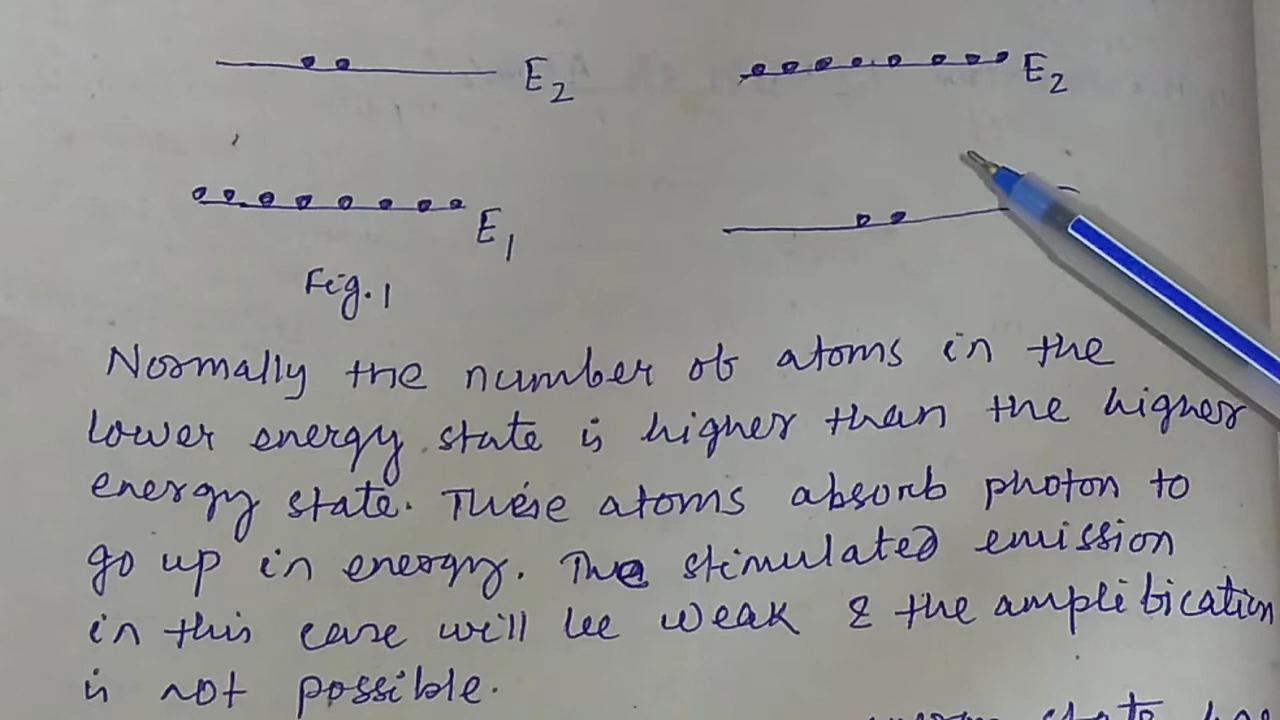 E2
E2
E1
Fig.1
Normally the number of atoms in the
lower energy state is higher than the higher
energy state. These atoms absorb photon to
go up in energy. The stimulated emission
in this case will be weak & the amplification
is not possible.
state